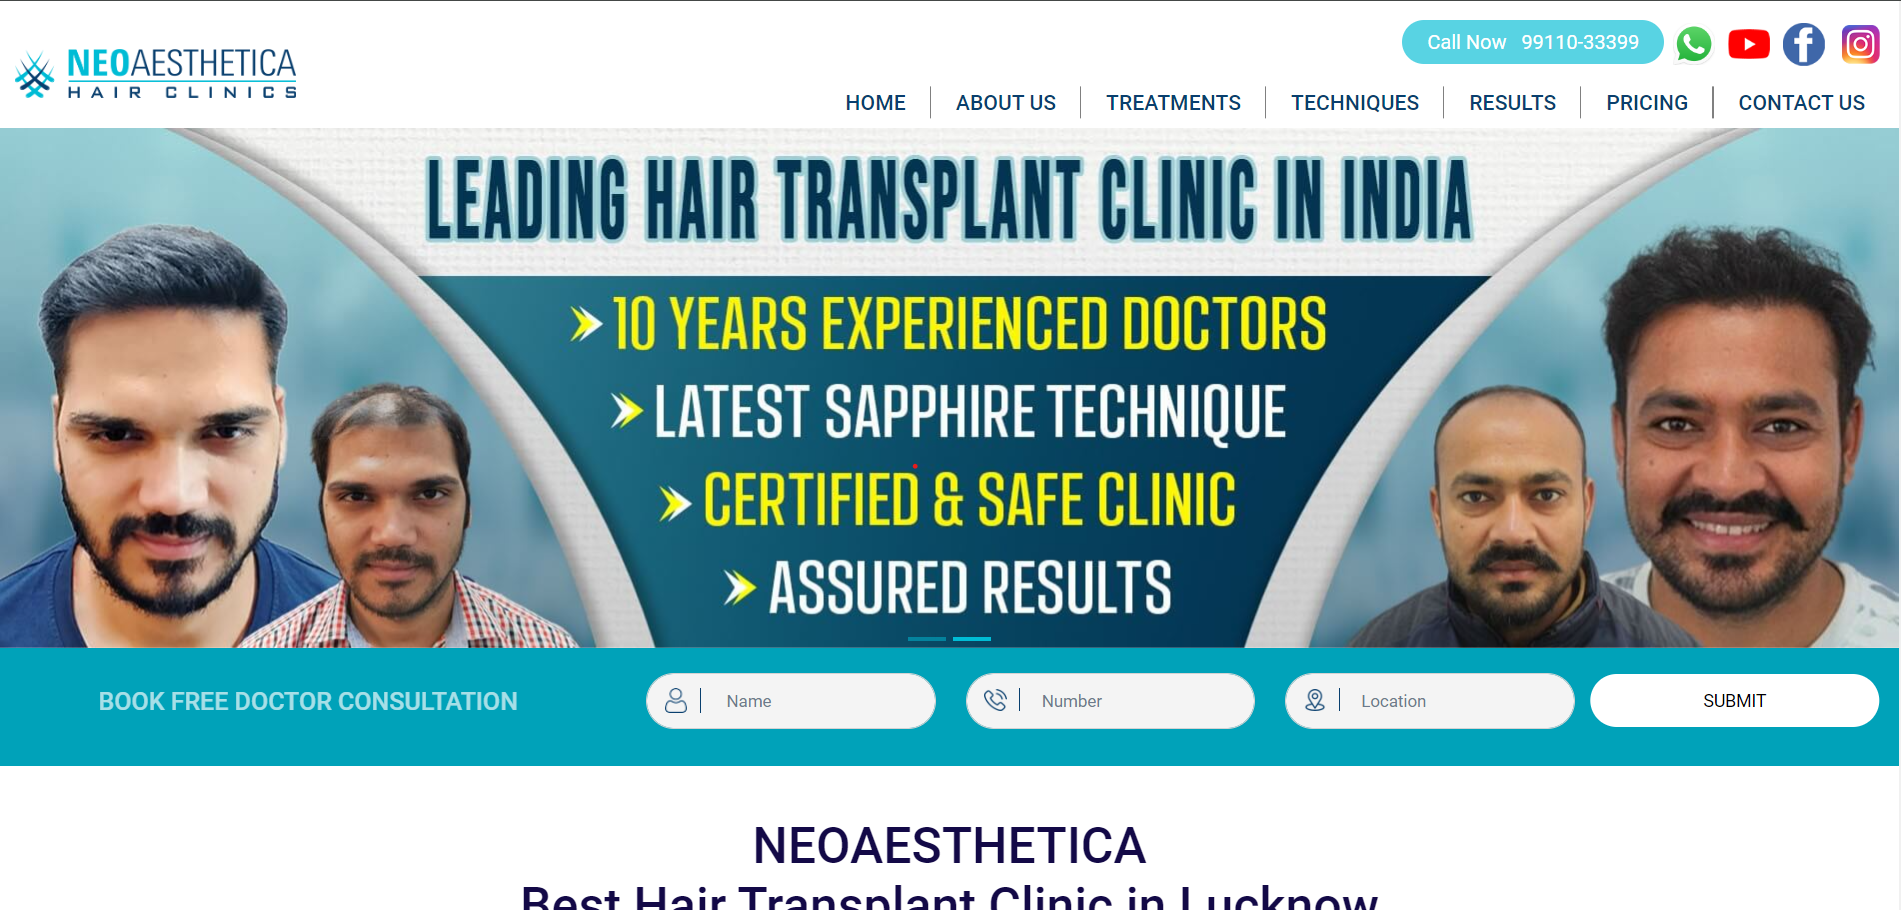 NEOAESTHETICA
HAIR CLINICS
Call Now 99110-33399
HOME
ABOUT US
TREATMENTS
TECHNIQUES
RESULTS
PRICING
CONTACT US
LEADING HAIR TRANSPLANT CLINIC IN INDIA
10 YEARS EXPERIENCED DOCTORS
LATEST SAPPHIRE TECHNIQUE
CERTIFIED & SAFE CLINIC
ASSURED RESULTS
BOOK FREE DOCTOR CONSULTATION
Name
Number
Location
SUBMIT
NEOAESTHETICA
Best Hair Transplant Clinic in Lucknow